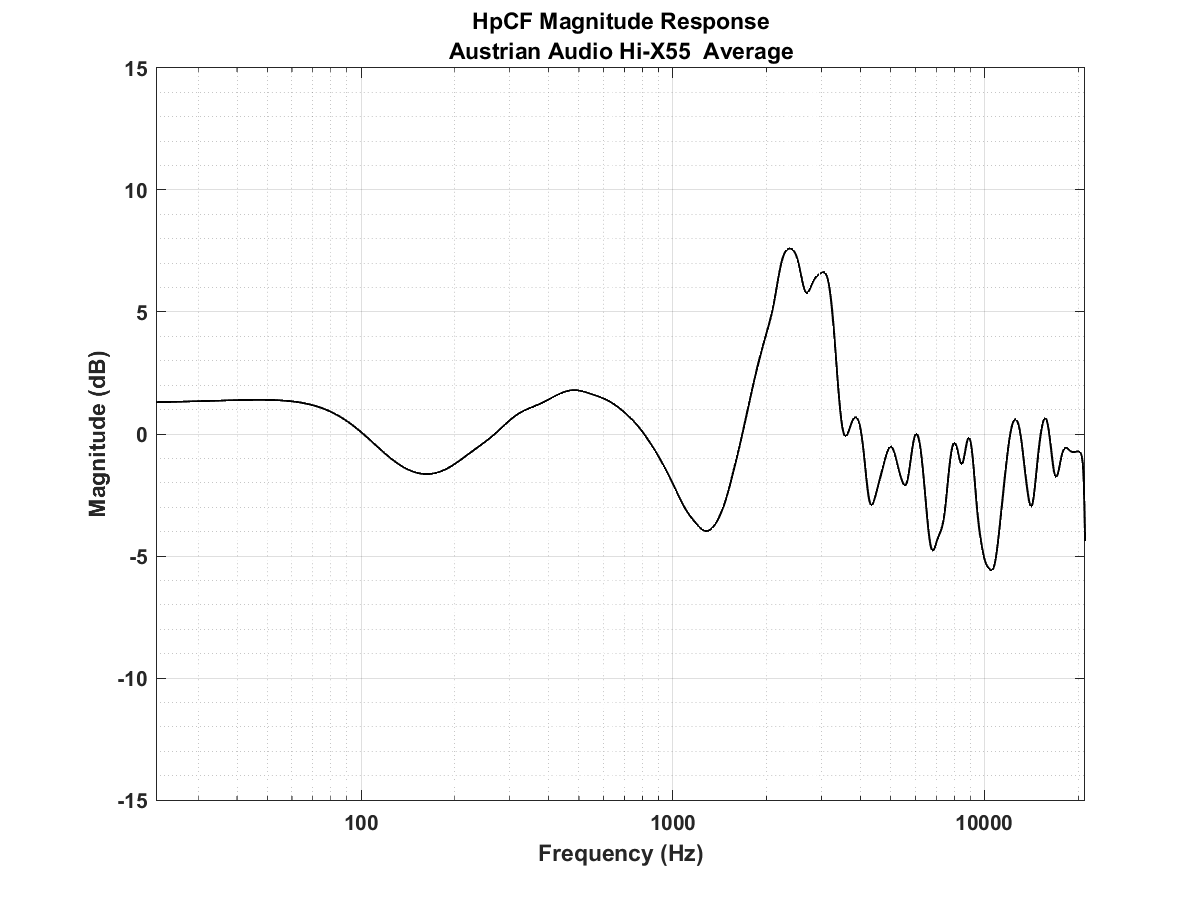 HpCF Magnitude Response
Austrian Audio Hi-X55  Average
15
10
5
0
-5
-10
-15
Magnitude (dB)
100
1000
10000
Frequency (Hz)